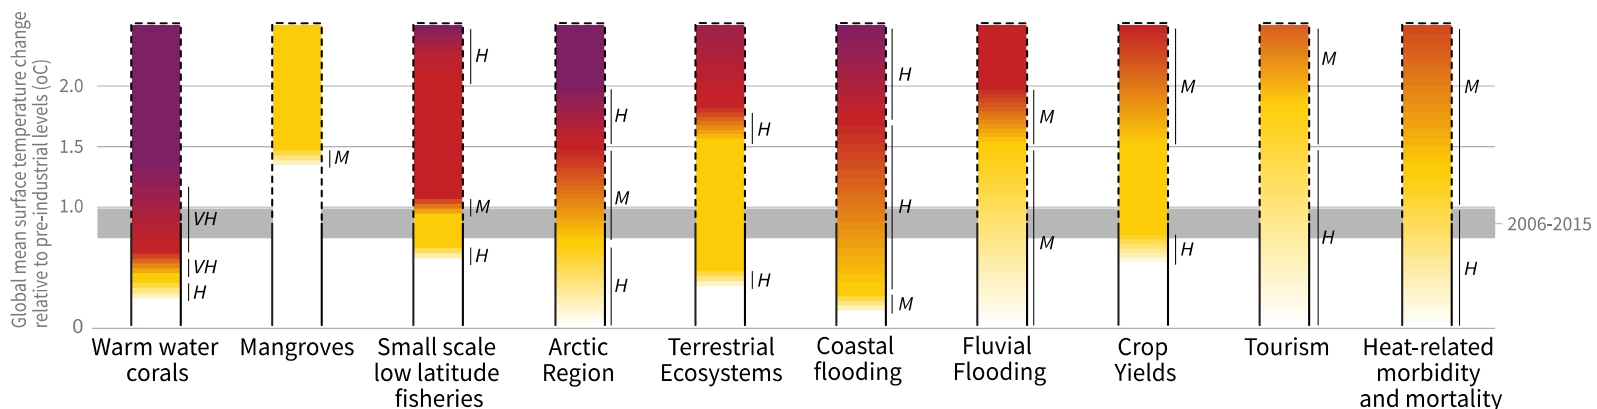 Global mean surface temperature change
relative to pre-industrial levels (oC)
2.0
1.5
1.0
0
VH
VH
H
M
H
M
H
H
M
H
H
H
H
H
M
M
M
M
H
M
H
M
H
2006-2015
Warm water
corals
Mangroves
Small scale
low latitude
fisheries
Arctic
Region
Terrestrial
Ecosystems
Coastal
flooding
Fluvial
Flooding
Crop
Yields
Tourism
Heat-related
morbidity
and mortality